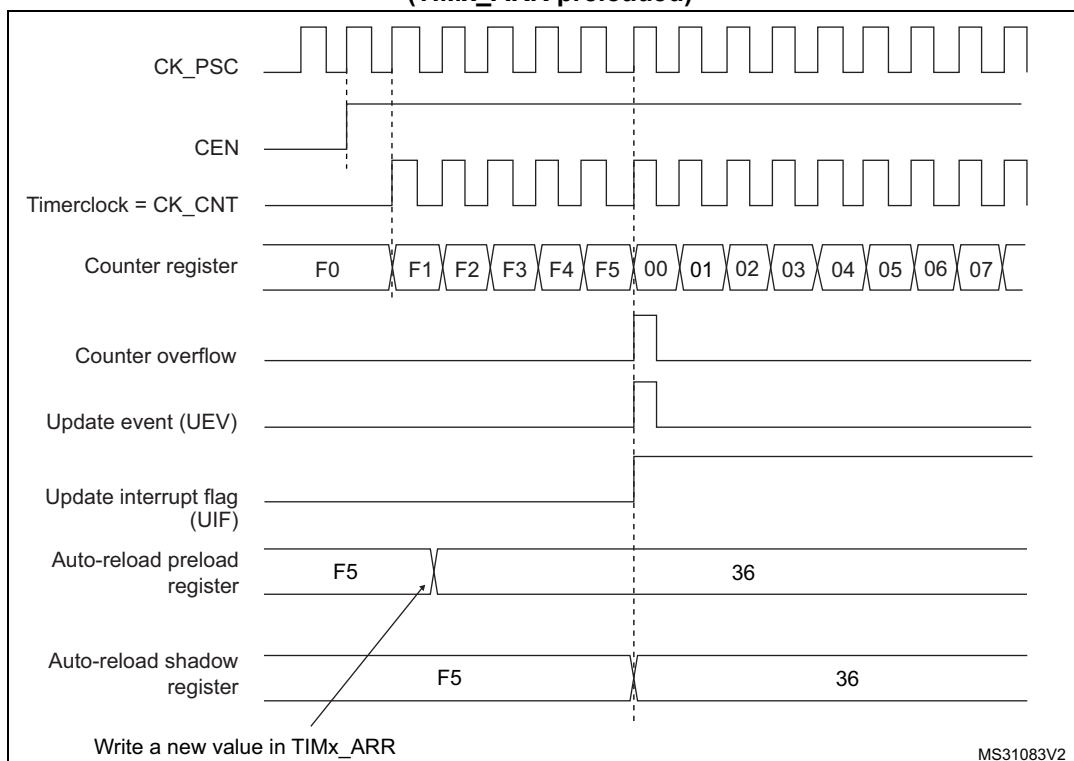 CK_PSC
CEN
Timerclock = CK_CNT
Counter register F0 F1 F2 F3 F4 F5 00 01 02 03 04 05 06 07
Counter overflow
Update event (UEV)
Update interrupt flag
(UIF)
Auto-reload preload
register
F5 36
Auto-reload shadow
register
F5 36
Write a new value in TIMx_ARR
MS31083V2